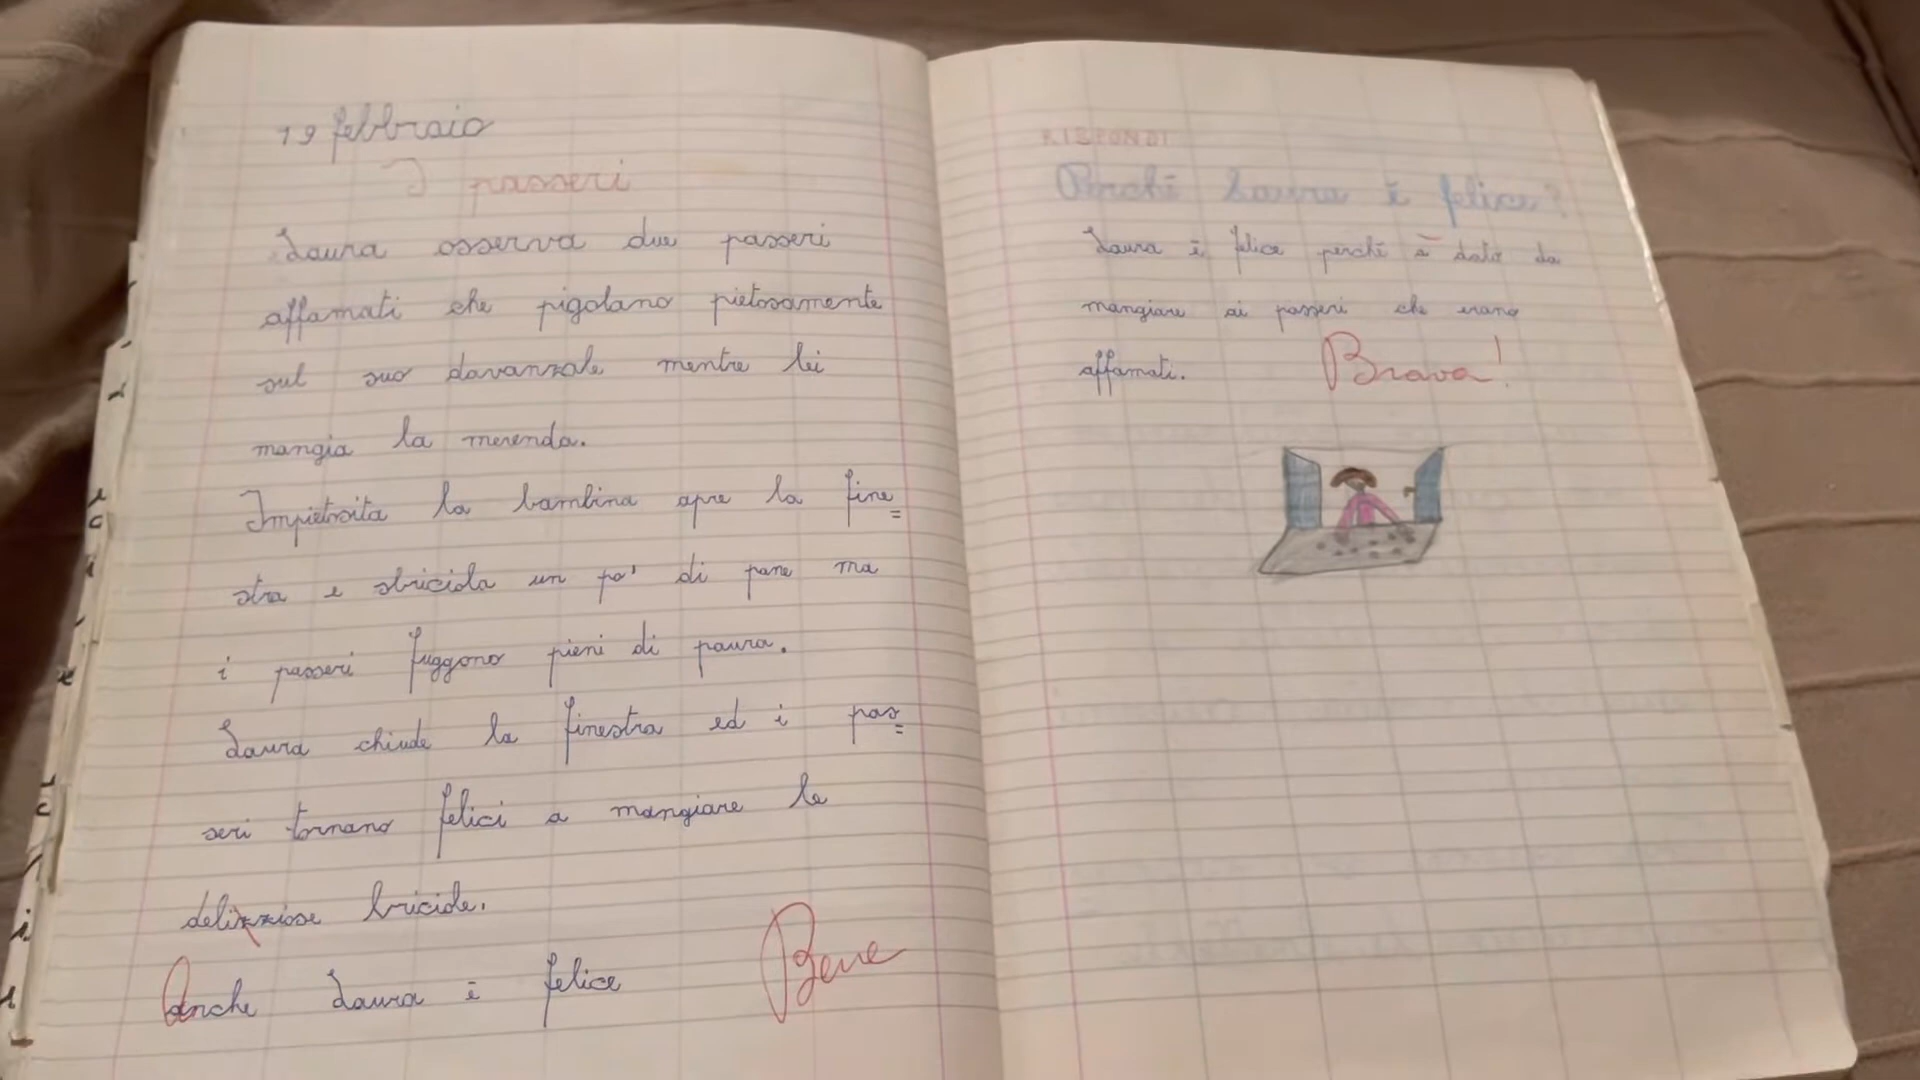 19 febbraio
I passeri
Laura osserva due passeri
affamati che pigolano pietosamente
sul suo davanzale mentre lei
mangia la merenda.
Impietosita la bambina apre la fine=
stra e sbriciola un po' di pane ma
i passeri fuggono pieni di paura.
Laura chiude la finestra ed i pas=
seri tornano felici a mangiare le
delizziose briciole.
Anche Laura è felice
Bene
RISPONDI
Perché Laura è felice?
Laura è felice perché à dato da
mangiare ai passeri che erano
affamati.
Brava!